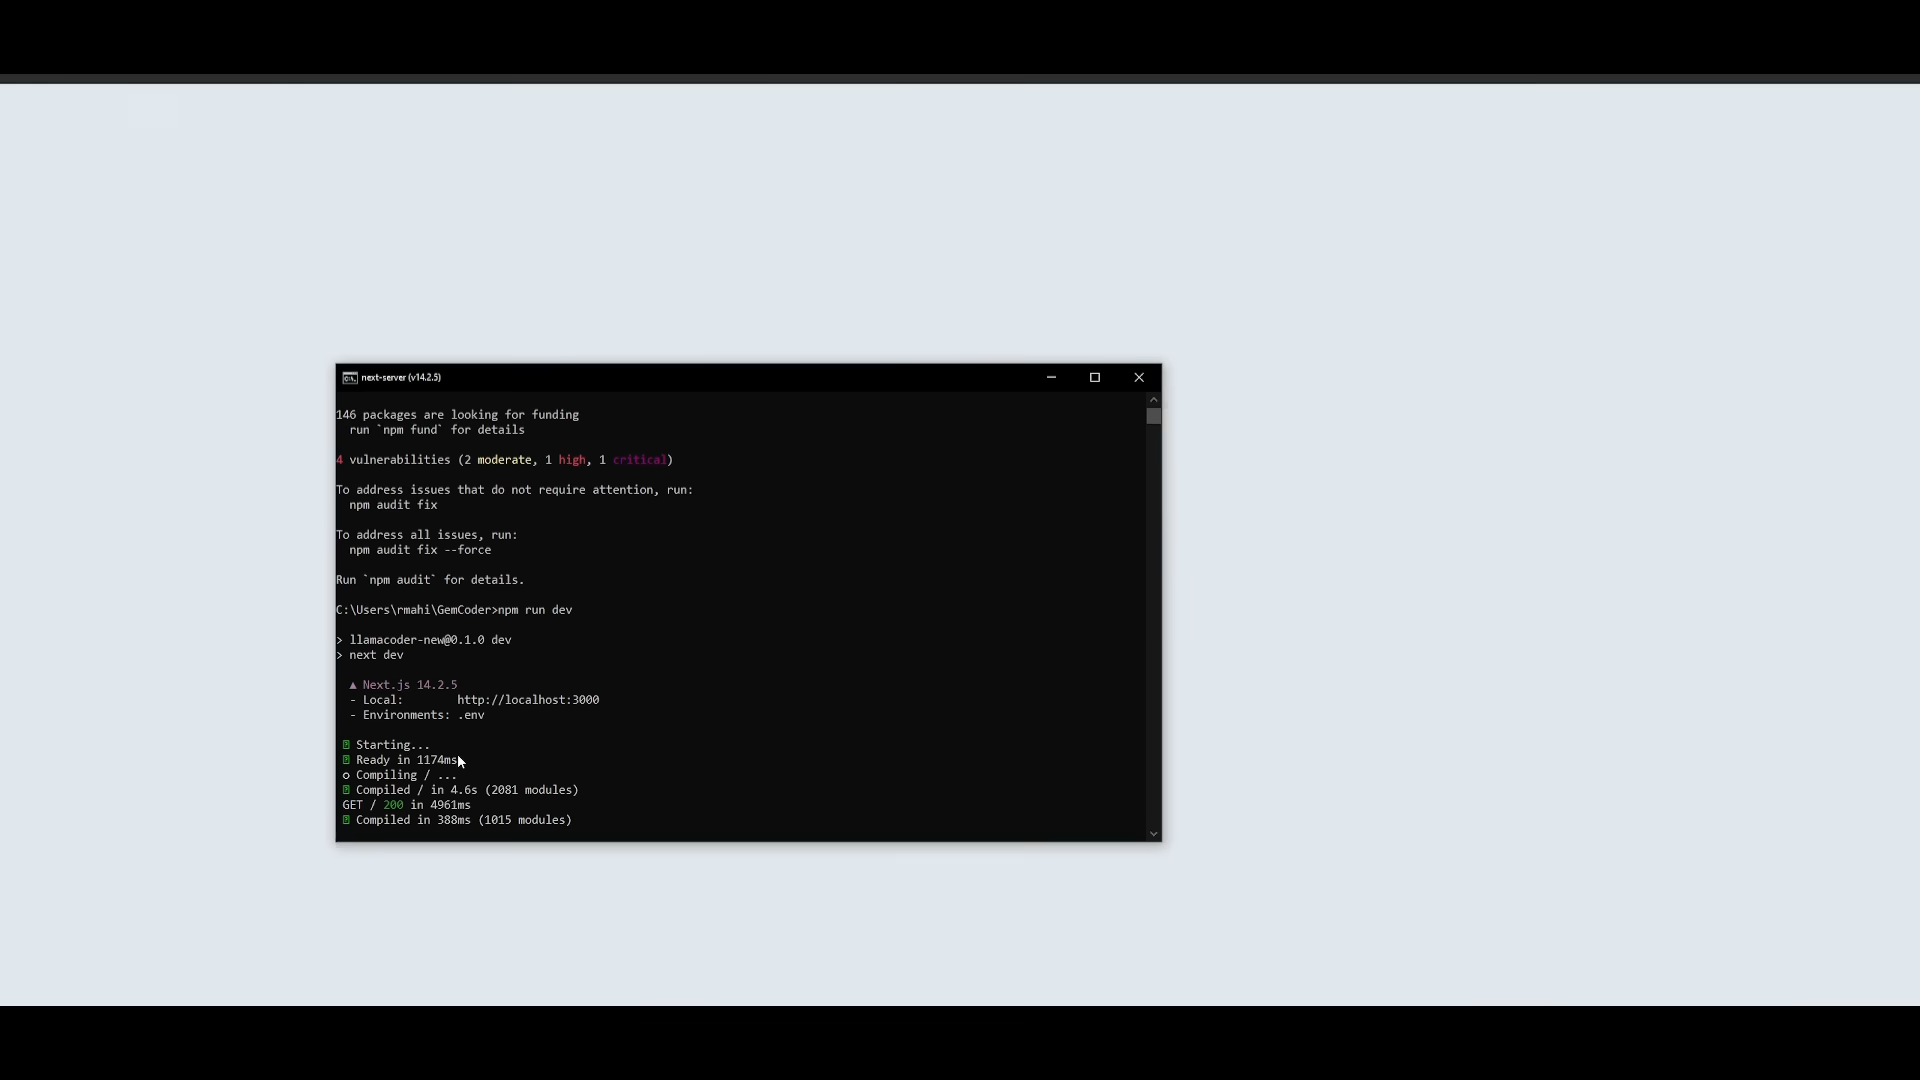 next-server (v14.2.5)
146 packages are looking for funding
run `npm fund` for details
4 vulnerabilities (2 moderate, 1 high, 1 critical)
To address issues that do not require attention, run:
npm audit fix
To address all issues, run:
npm audit fix --force
Run `npm audit` for details.
C:\Users\rmahi\GemCoder>npm run dev
> llamacoder-new@0.1.0 dev
> next dev
▲ Next.js 14.2.5
- Local: http://localhost:3000
- Environments: .env
Starting...
Ready in 1174ms
o Compiling / ...
Compiled / in 4.6s (2081 modules)
GET / 200 in 4961ms
Compiled in 388ms (1015 modules)